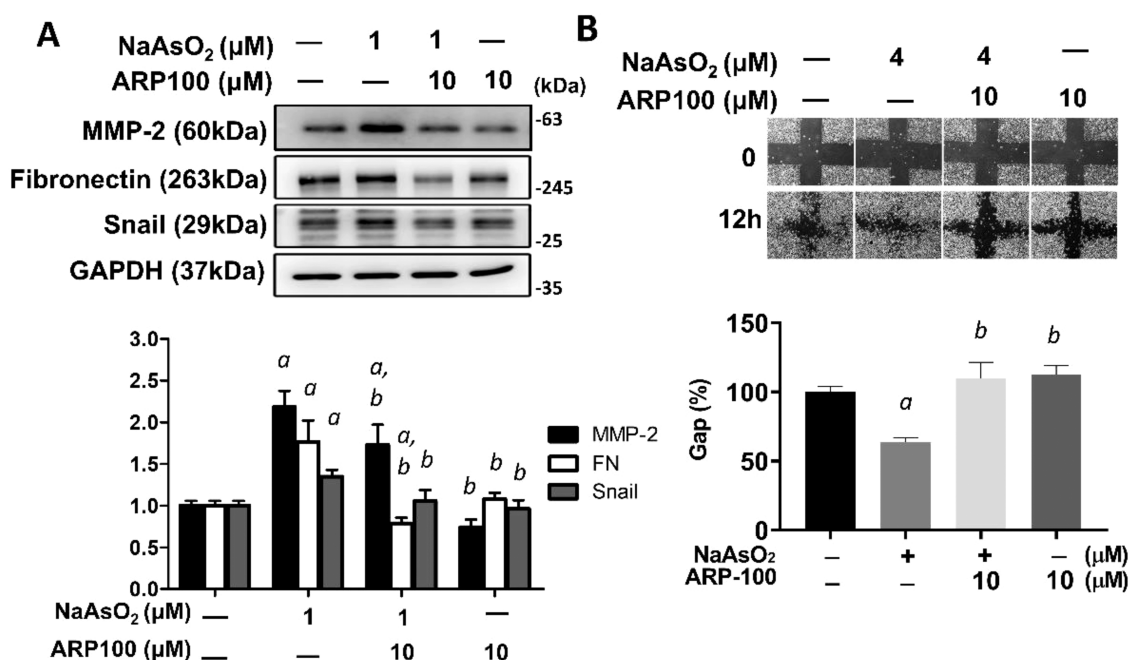 A
NaAsO₂ (µM) — 1 1 —
ARP100 (µM) — — 10 10 (kDa)
MMP-2 (60kDa) -63
Fibronectin (263kDa) -245
Snail (29kDa) -25
GAPDH (37kDa) -35
3.0
2.5
2.0
1.5
1.0
0.5
0.0
a a a a, b a, b b b b b
MMP-2
FN
Snail
NaAsO₂ (µM) — 1 1 —
ARP100 (µM) — — 10 10
B
NaAsO₂ (µM) — 4 4 —
ARP100 (µM) — — 10 10
0
12h
Gap (%)
150
100
50
0
a b b
NaAsO₂ – + + – (µM)
ARP-100 – – 10 10 (µM)